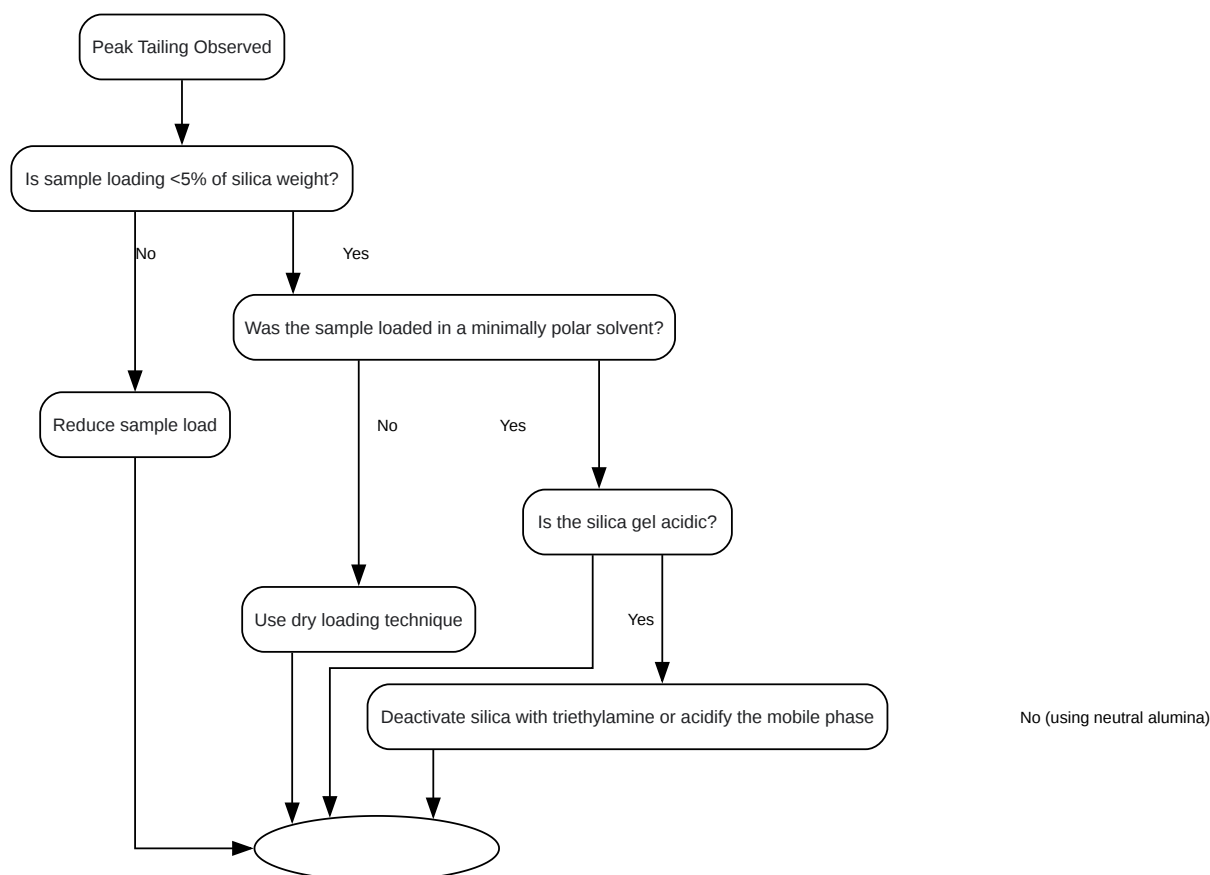 Peak Tailing Observed
Is sample loading <5% of silica weight?
No
Yes
Was the sample loaded in a minimally polar solvent?
Reduce sample load
No
Yes
Is the silica gel acidic?
Use dry loading technique
Yes
Deactivate silica with triethylamine or acidify the mobile phase
No (using neutral alumina)